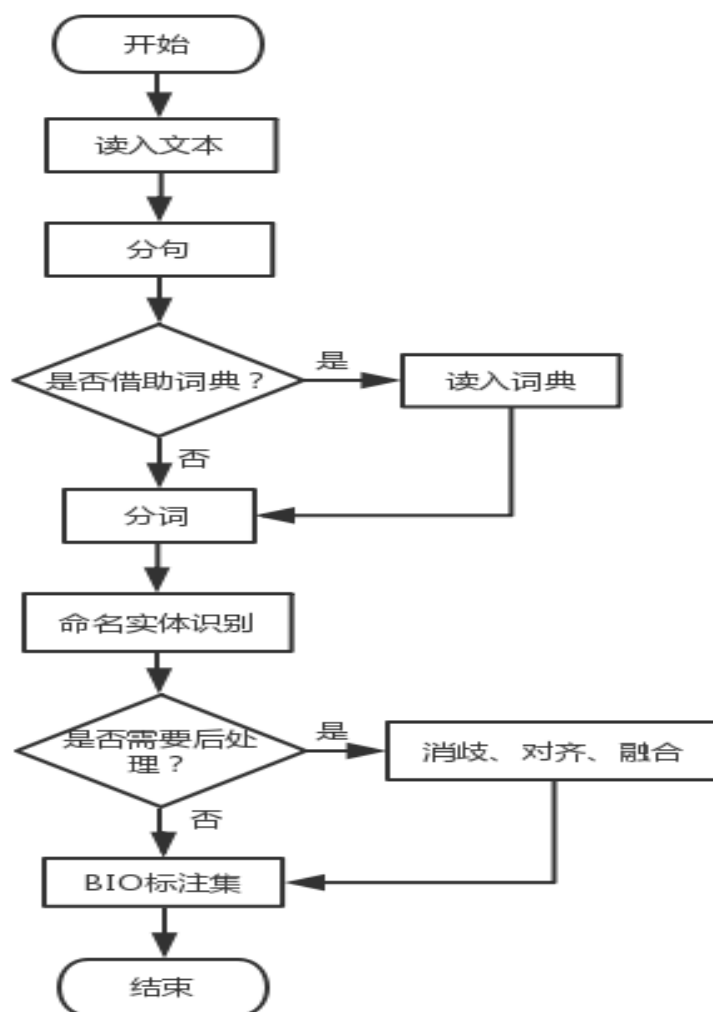 开始
读入文本
分句
是否借助词典？
是
读入词典
否
分词
命名实体识别
是否需要后处
理？
是
消歧、对齐、融合
否
BIO标注集
结束